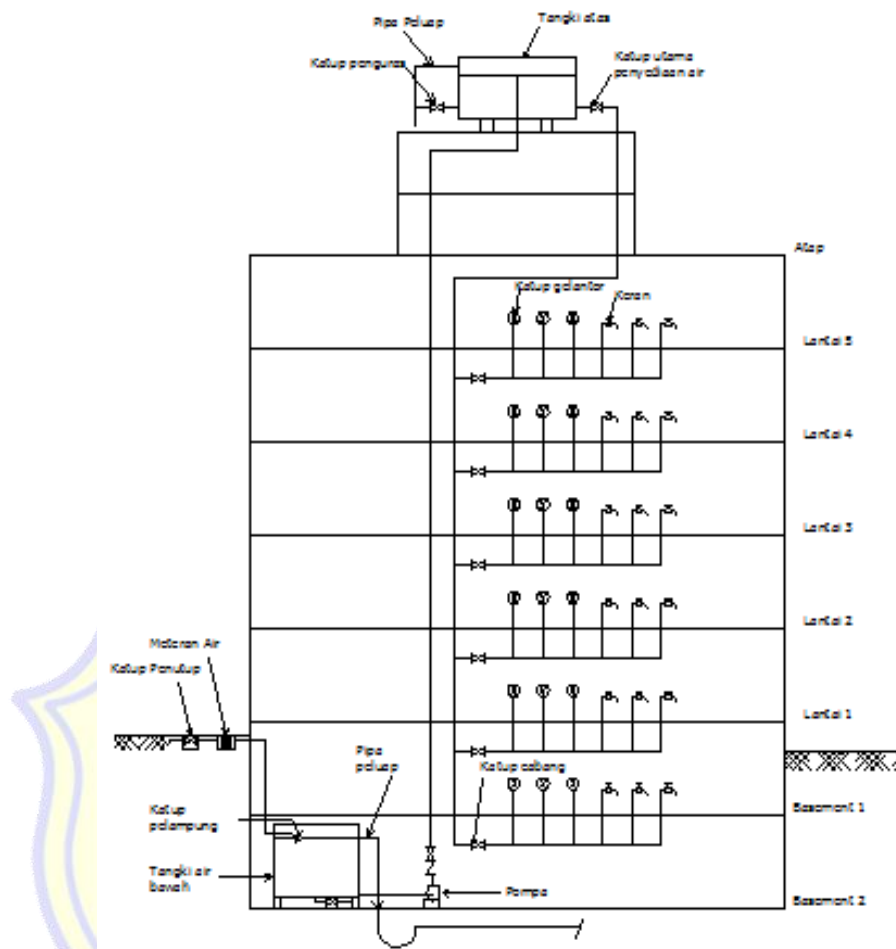 Pipa Peluap
Tangki atas
Katup penguras
Katup utama
penyediaan air
Atap
Katup gelontor
Keran
Lantai 5
Lantai 4
Lantai 3
Lantai 2
Meteran Air
Katup Penutup
Lantai 1
Pipa
peluap
Katup cabang
Katup
pelampung
Basement 1
Tangki air
bawah
Pompa
Basement 2